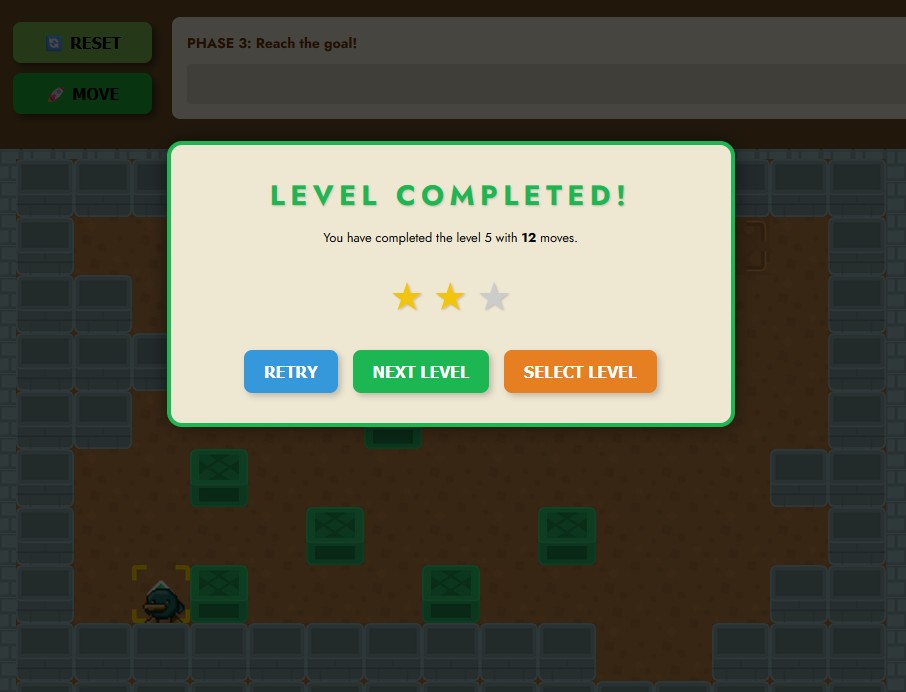 RESET
PHASE 3: Reach the goal!
MOVE
LEVEL COMPLETED!
You have completed the level 5 with 12 moves.
RETRY
NEXT LEVEL
SELECT LEVEL